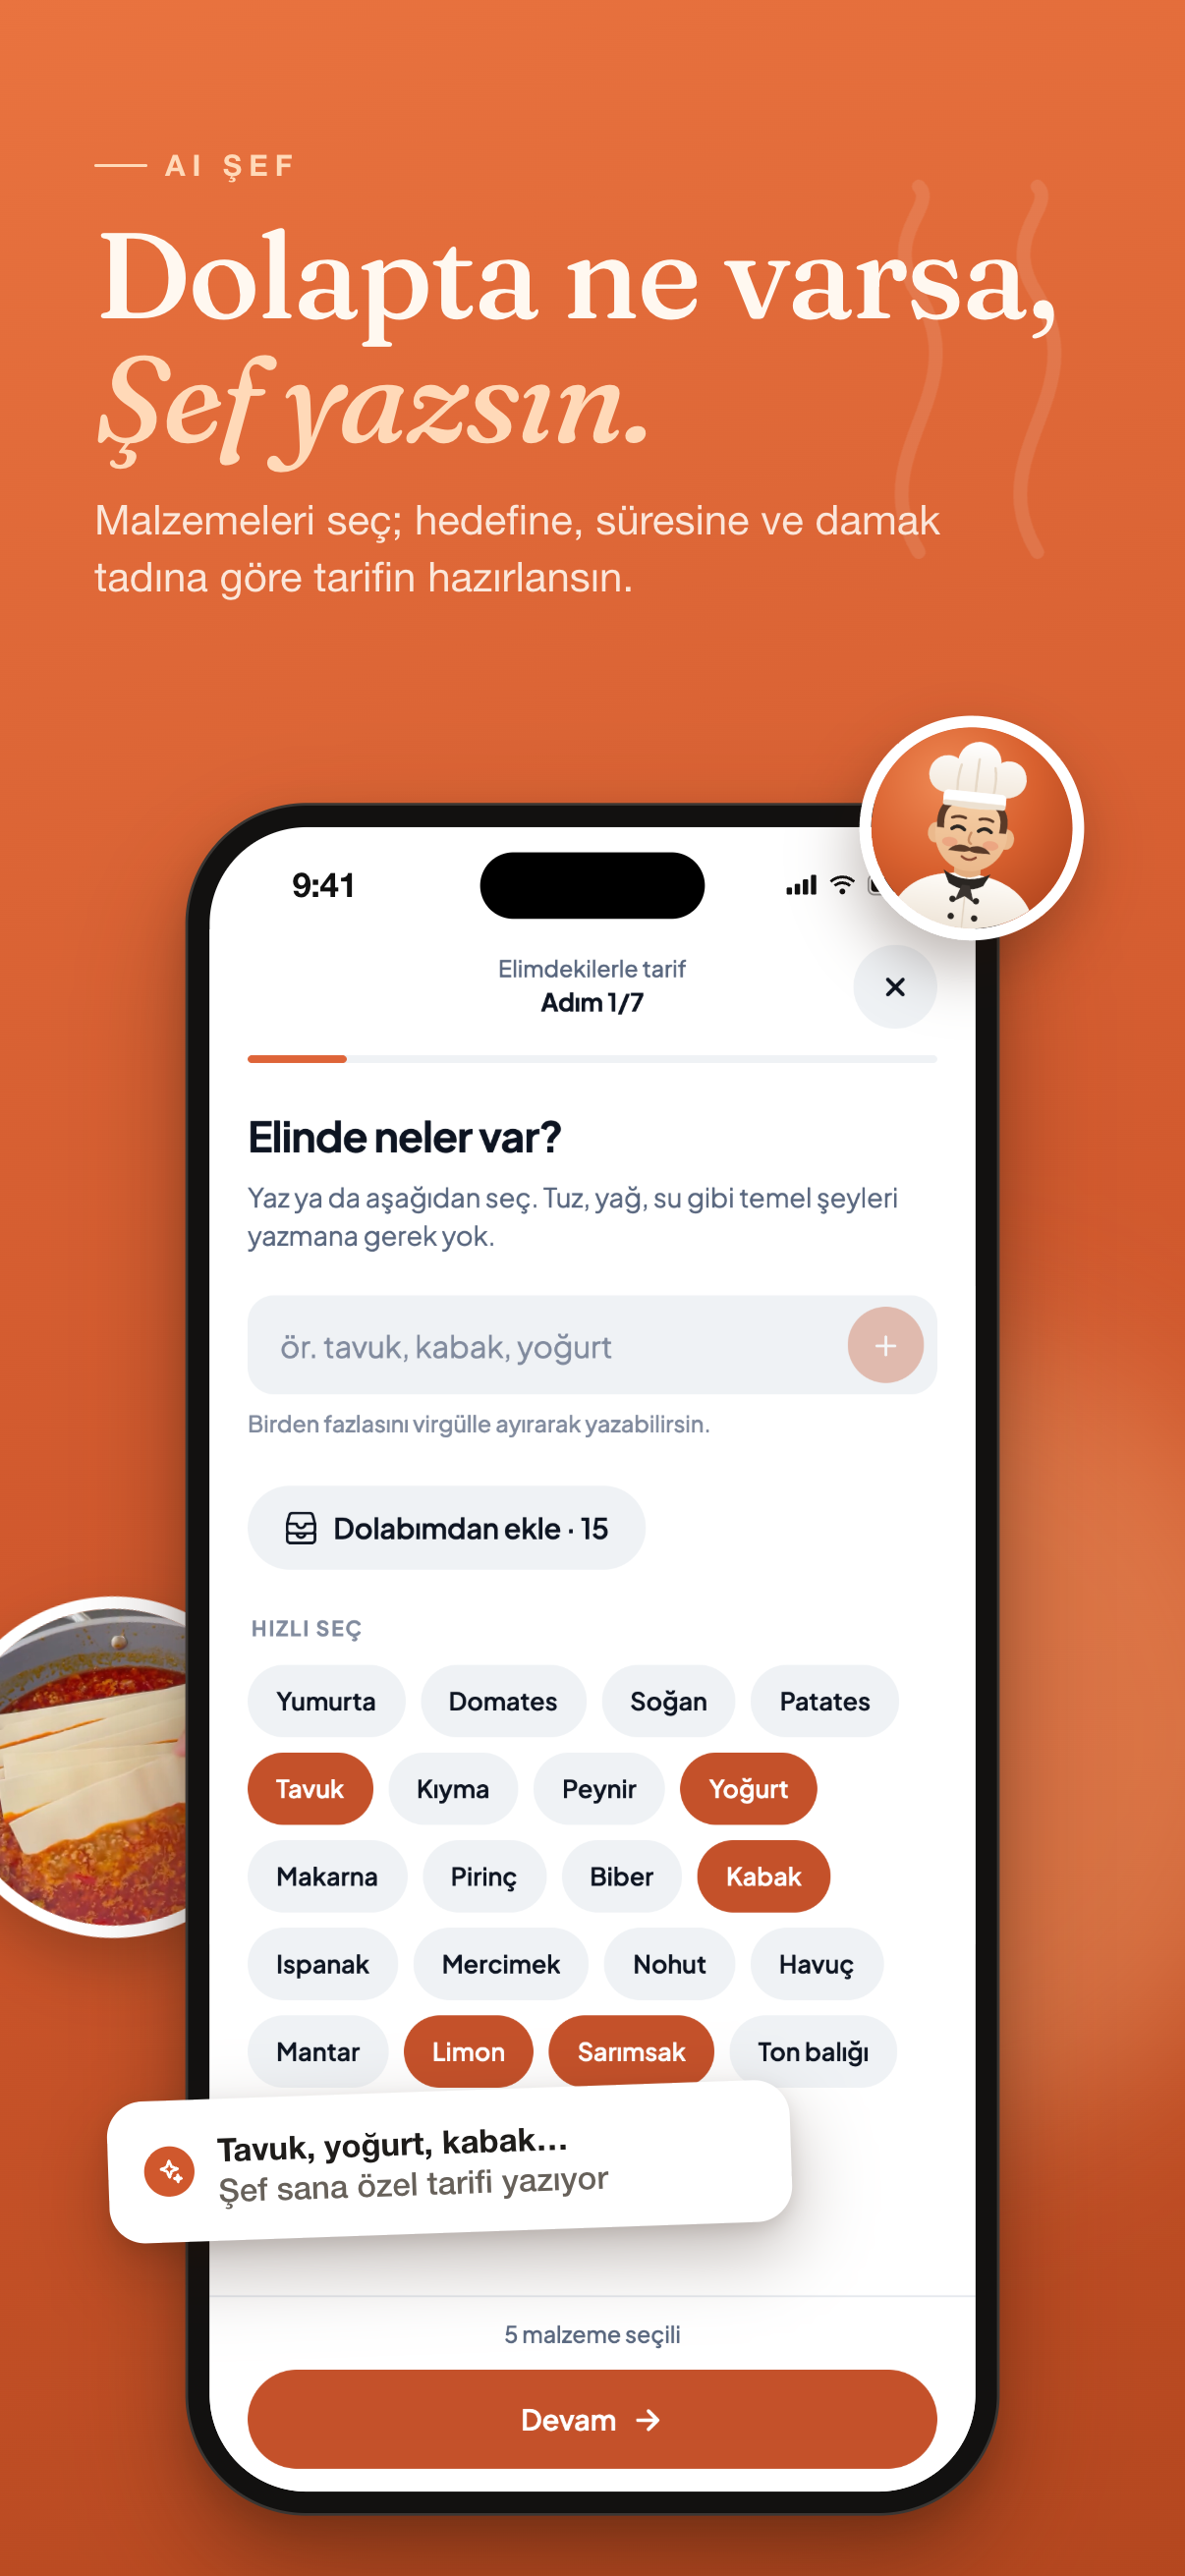 AI ŞEF
Dolapta ne varsa,
Şef yazsın.
Malzemeleri seç; hedefine, süresine ve damak
tadına göre tarifin hazırlansın.
9:41
Elimdekilerle tarif
Adım 1/7
Elinde neler var?
Yaz ya da aşağıdan seç. Tuz, yağ, su gibi temel şeyleri
yazmana gerek yok.
ör. tavuk, kabak, yoğurt
Birden fazlasını virgülle ayırarak yazabilirsin.
Dolabımdan ekle · 15
HIZLI SEÇ
Yumurta Domates Soğan Patates
Tavuk Kıyma Peynir Yoğurt
Makarna Pirinç Biber Kabak
Ispanak Mercimek Nohut Havuç
Mantar Limon Sarımsak Ton balığı
Tavuk, yoğurt, kabak...
Şef sana özel tarifi yazıyor
5 malzeme seçili
Devam →